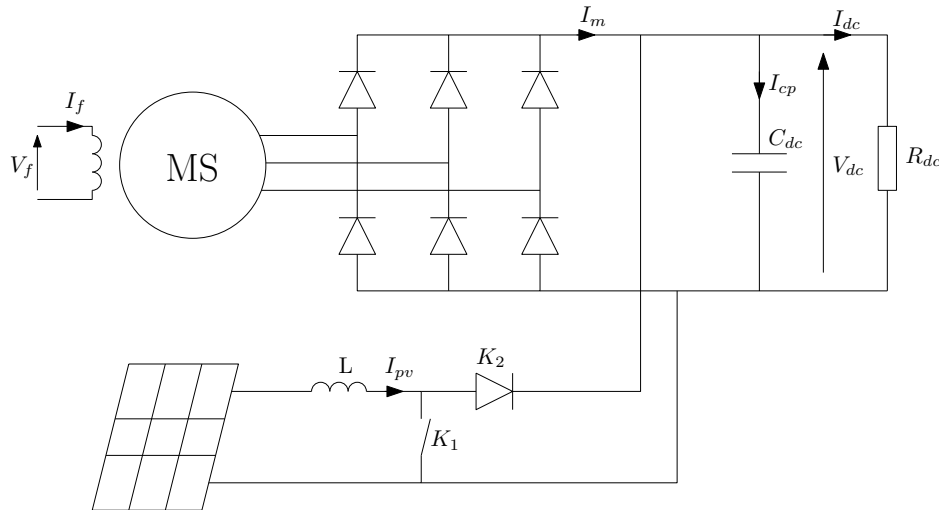 I_m
I_dc
I_f
I_cp
V_f
MS
C_dc
V_dc
R_dc
L
I_pv
K_2
K_1